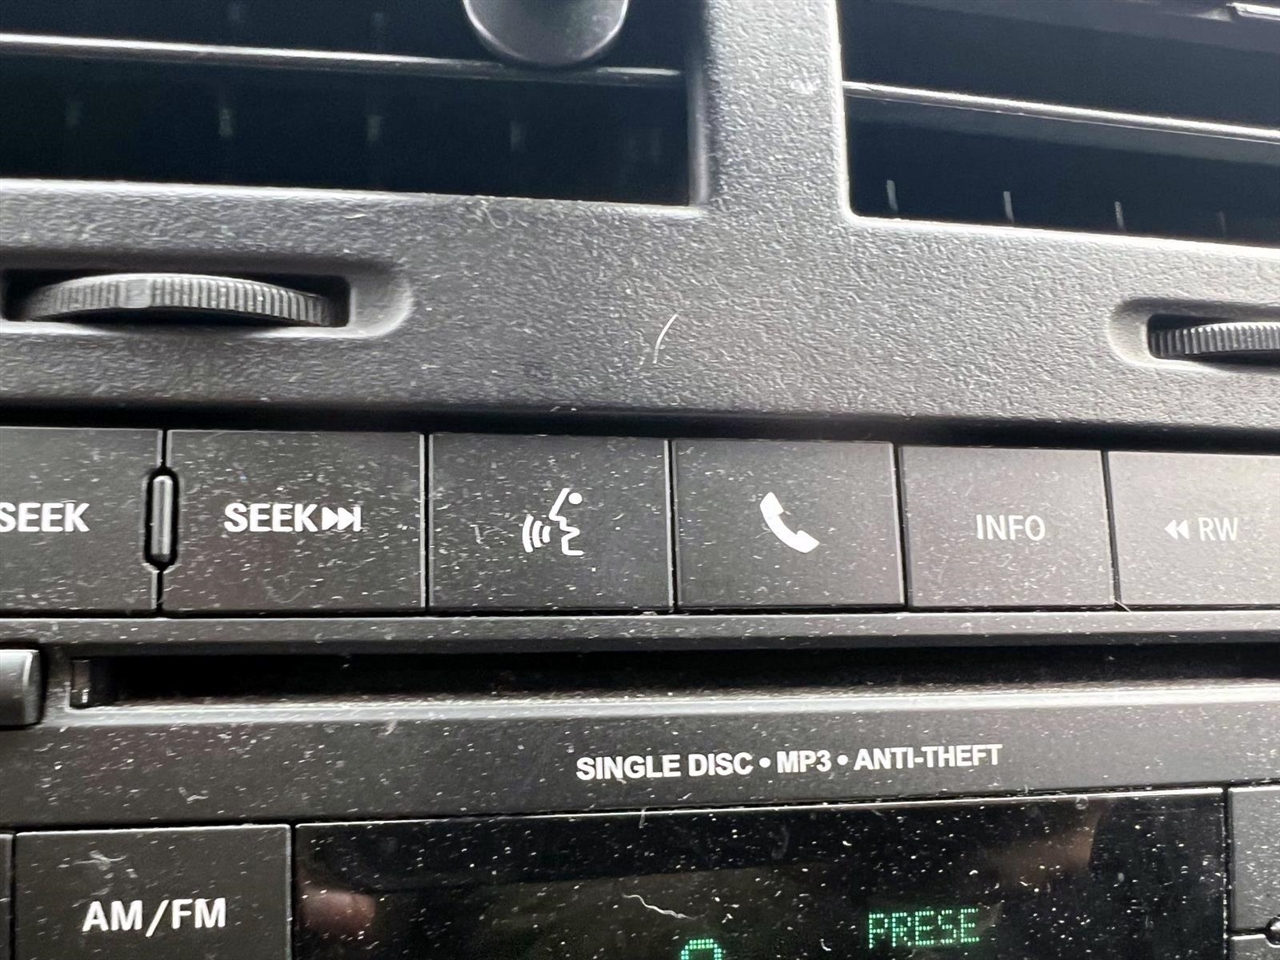 SEEK SEEK INFO RW
SINGLE DISC • MP3 • ANTI-THEFT
AM/FM
PRESE